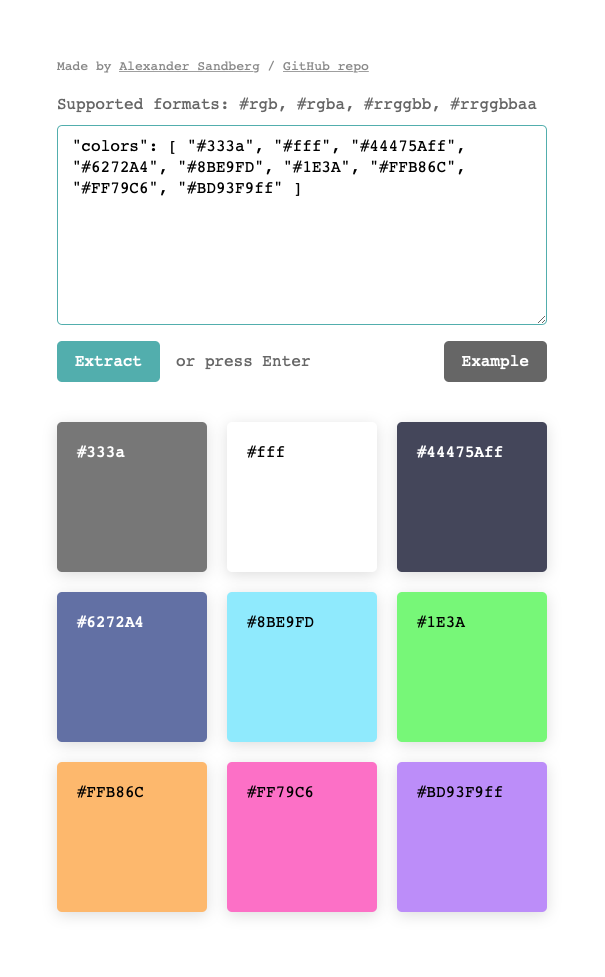 Made by Alexander Sandberg / GitHub repo
Supported formats: #rgb, #rgba, #rrggbb, #rrggbbaa
"colors": [ "#333a", "#fff", "#44475Aff",
"#6272A4", "#8BE9FD", "#1E3A", "#FFB86C",
"#FF79C6", "#BD93F9ff" ]
Extract or press Enter Example
#333a #fff #44475Aff
#6272A4 #8BE9FD #1E3A
#FFB86C #FF79C6 #BD93F9ff